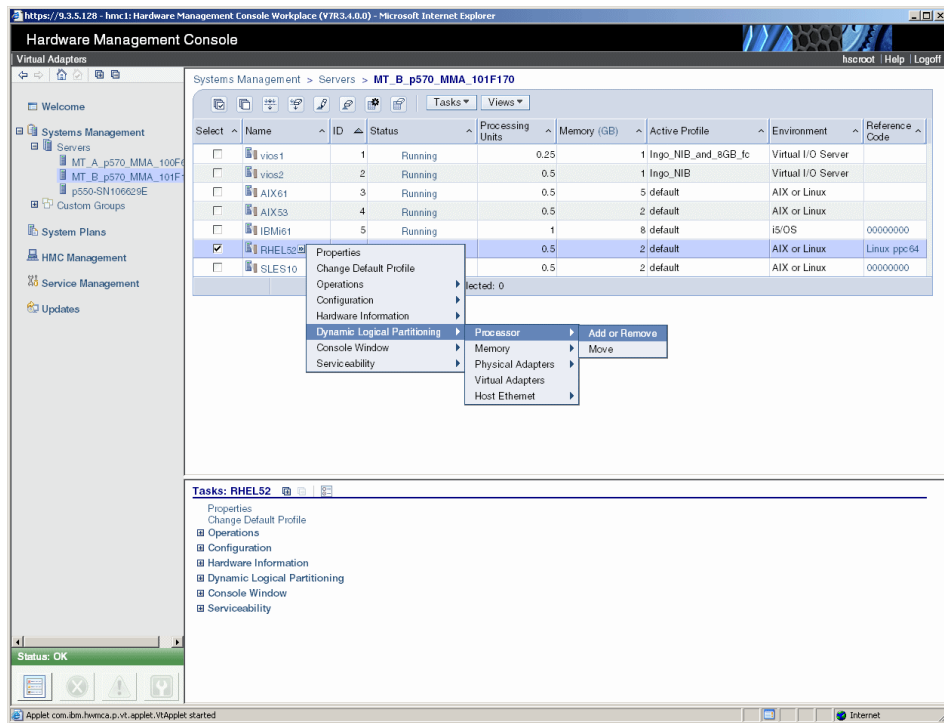 https://9.3.5.128 - hmc1: Hardware Management Console Workplace (V7R3.4.0.0) - Microsoft Internet Explorer
Hardware Management Console
Virtual Adapters
hscroot | Help | Logoff
Welcome
Systems Management
Servers
MT_A_p570_MMA_100F6
MT_B_p570_MMA_101F
p550-SN106629E
Custom Groups
System Plans
HMC Management
Service Management
Updates
Status: OK
Systems Management > Servers > MT_B_p570_MMA_101F170
Tasks Views
Select Name ID Status Processing Units Memory (GB) Active Profile Environment Reference Code
vios1 1 Running 0.25 1 Ingo_NIB_and_8GB_fc Virtual I/O Server
vios2 2 Running 0.5 1 Ingo_NIB Virtual I/O Server
AIX61 3 Running 0.5 5 default AIX or Linux
AIX53 4 Running 0.5 2 default AIX or Linux
IBMi61 5 Running 1 8 default i5/OS 00000000
RHEL52 0.5 2 default AIX or Linux Linux ppc64
SLES10 0.5 2 default AIX or Linux 00000000
lected: 0
Properties
Change Default Profile
Operations
Configuration
Hardware Information
Dynamic Logical Partitioning
Console Window
Serviceability
Processor
Memory
Physical Adapters
Virtual Adapters
Host Ethernet
Add or Remove
Move
Tasks: RHEL52
Properties
Change Default Profile
Operations
Configuration
Hardware Information
Dynamic Logical Partitioning
Console Window
Serviceability
Applet com.ibm.hwmca.p.vt.applet.VtApplet started
Internet